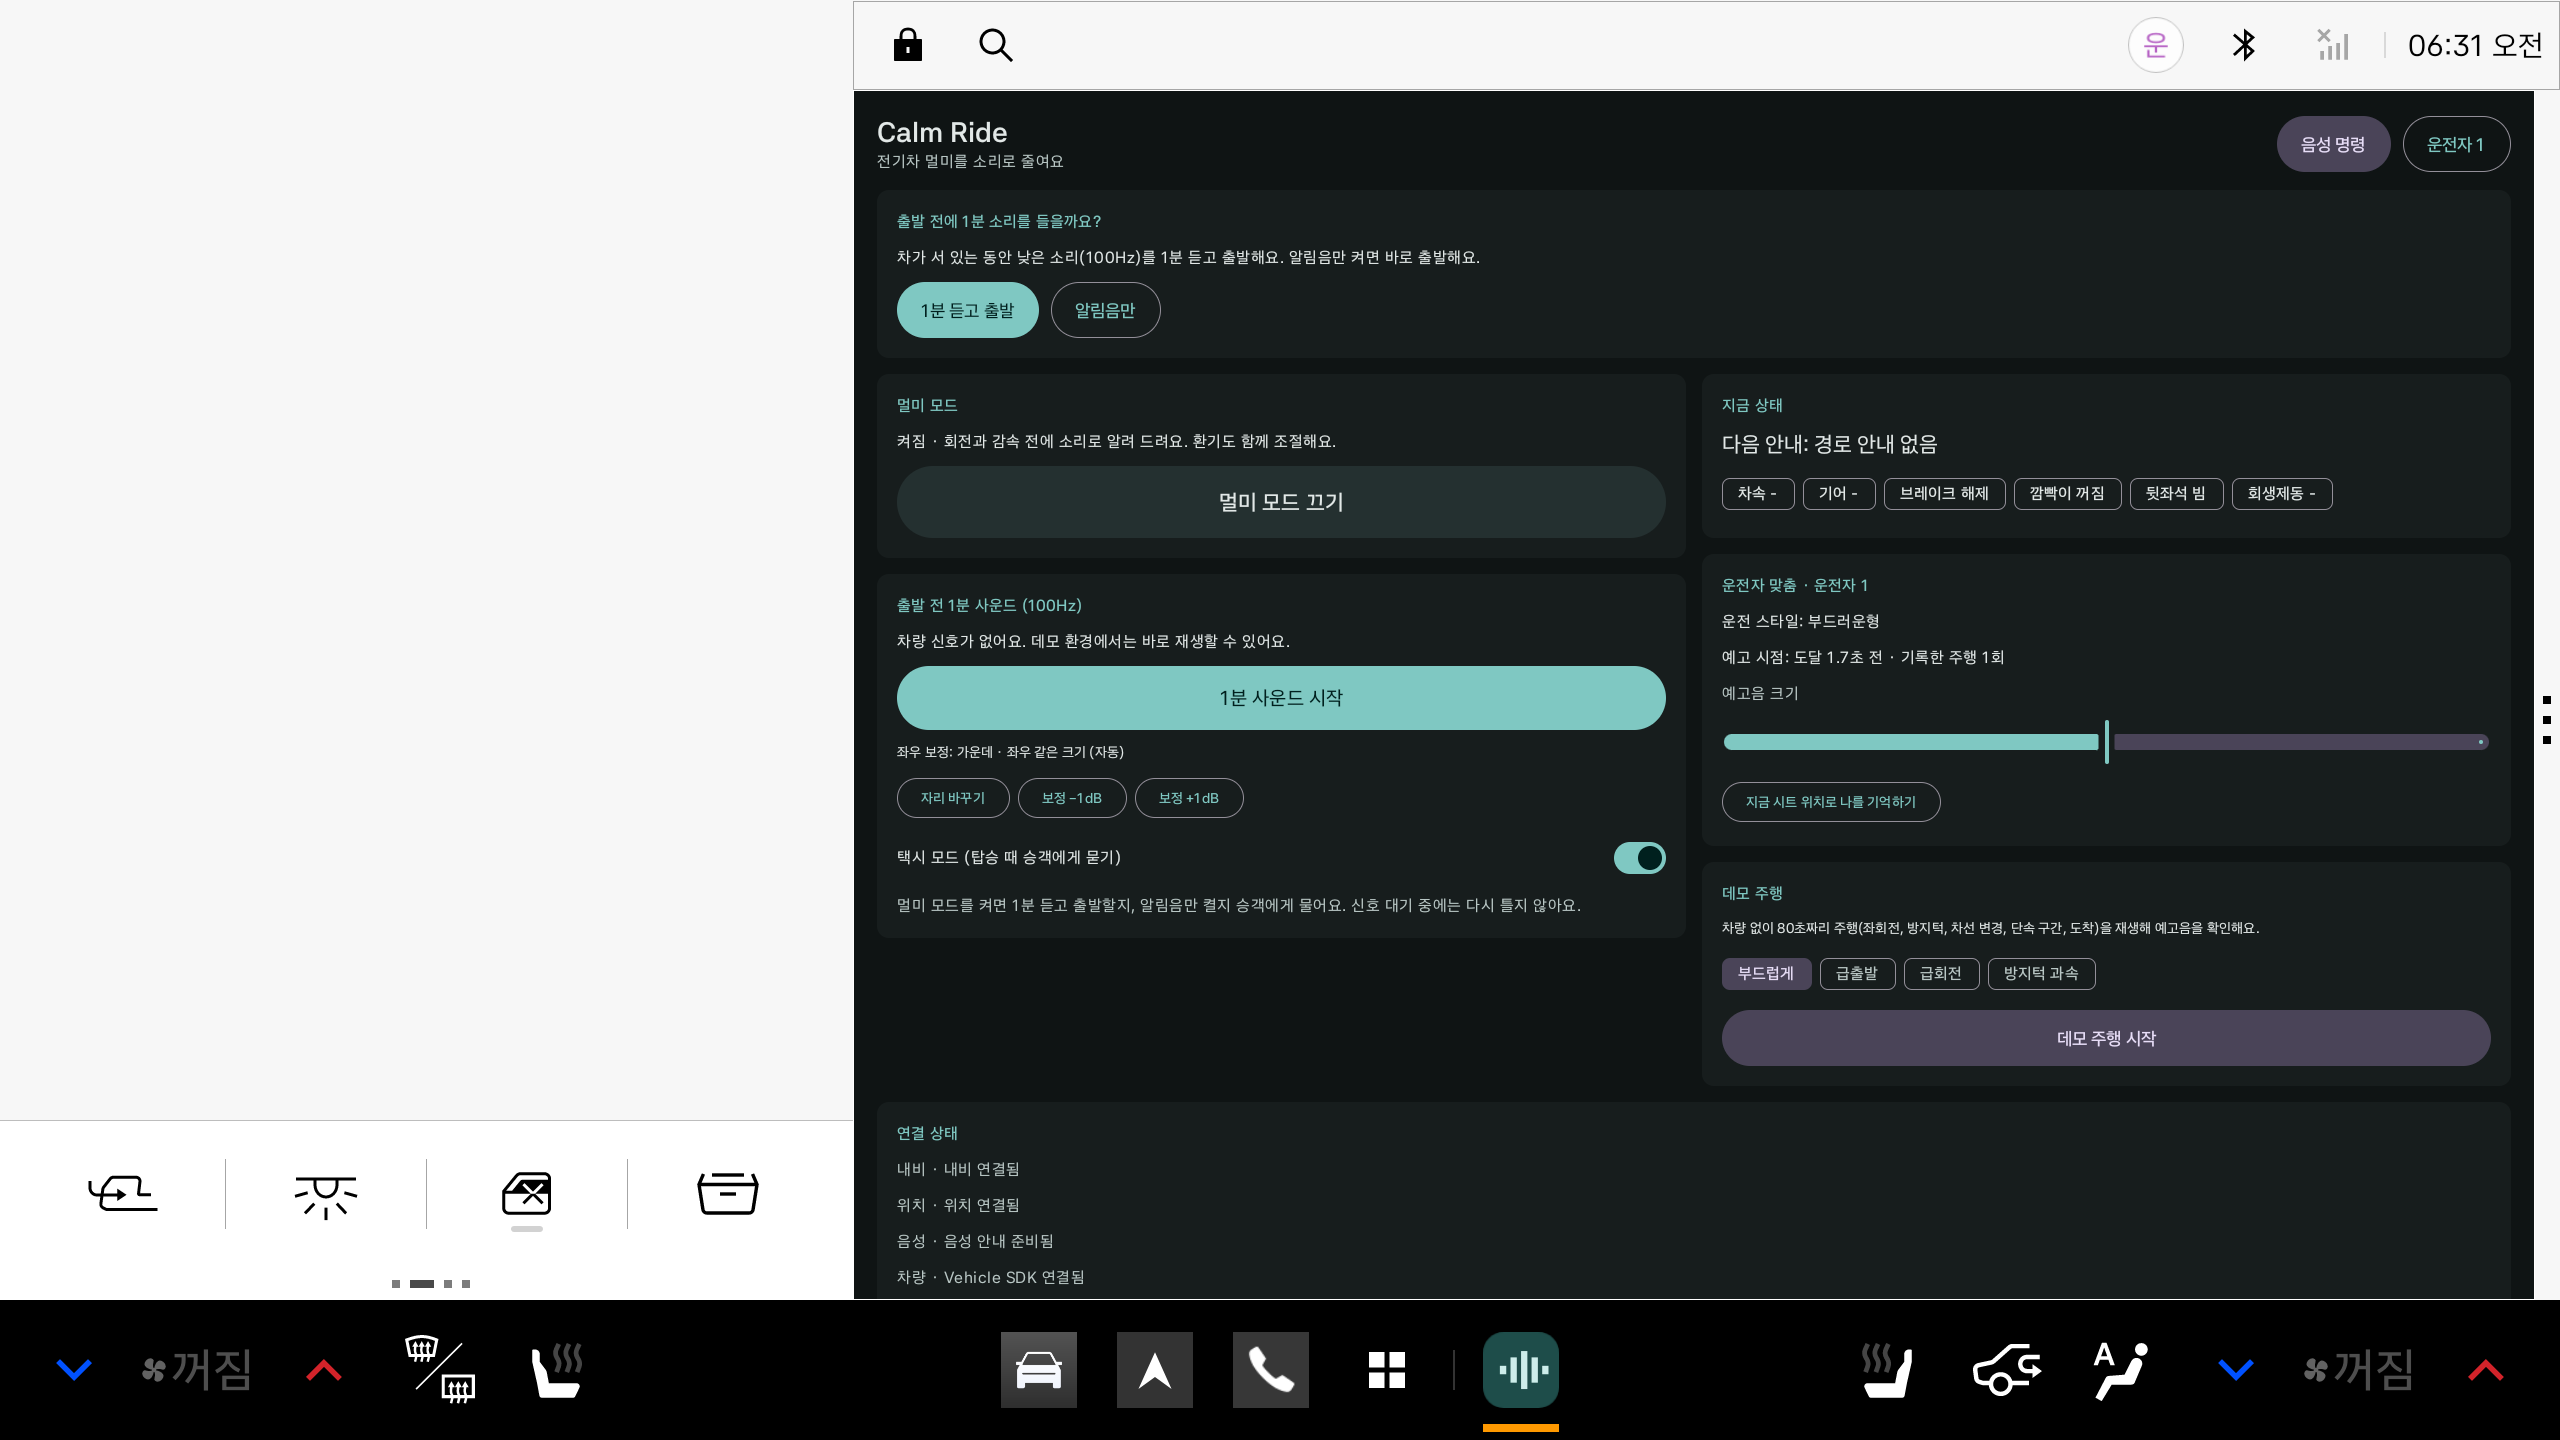 운
06:31 오전
Calm Ride
전기차 멀미를 소리로 줄여요
음성 명령
운전자 1
출발 전에 1분 소리를 들을까요?
차가 서 있는 동안 낮은 소리(100Hz)를 1분 듣고 출발해요. 알림음만 켜면 바로 출발해요.
1분 듣고 출발
알림음만
멀미 모드
켜짐 · 회전과 감속 전에 소리로 알려 드려요. 환기도 함께 조절해요.
멀미 모드 끄기
출발 전 1분 사운드 (100Hz)
차량 신호가 없어요. 데모 환경에서는 바로 재생할 수 있어요.
1분 사운드 시작
좌우 보정: 가운데 · 좌우 같은 크기 (자동)
자리 바꾸기
보정 −1dB
보정 +1dB
택시 모드 (탑승 때 승객에게 묻기)
멀미 모드를 켜면 1분 듣고 출발할지, 알림음만 켤지 승객에게 물어요. 신호 대기 중에는 다시 틀지 않아요.
지금 상태
다음 안내: 경로 안내 없음
차속 -
기어 -
브레이크 해제
깜빡이 꺼짐
뒷좌석 빔
회생제동 -
운전자 맞춤 · 운전자 1
운전 스타일: 부드러운형
예고 시점: 도달 1.7초 전 · 기록한 주행 1회
예고음 크기
지금 시트 위치로 나를 기억하기
데모 주행
차량 없이 80초짜리 주행(좌회전, 방지턱, 차선 변경, 단속 구간, 도착)을 재생해 예고음을 확인해요.
부드럽게
급출발
급회전
방지턱 과속
데모 주행 시작
연결 상태
내비 · 내비 연결됨
위치 · 위치 연결됨
음성 · 음성 안내 준비됨
차량 · Vehicle SDK 연결됨
꺼짐
A
꺼짐